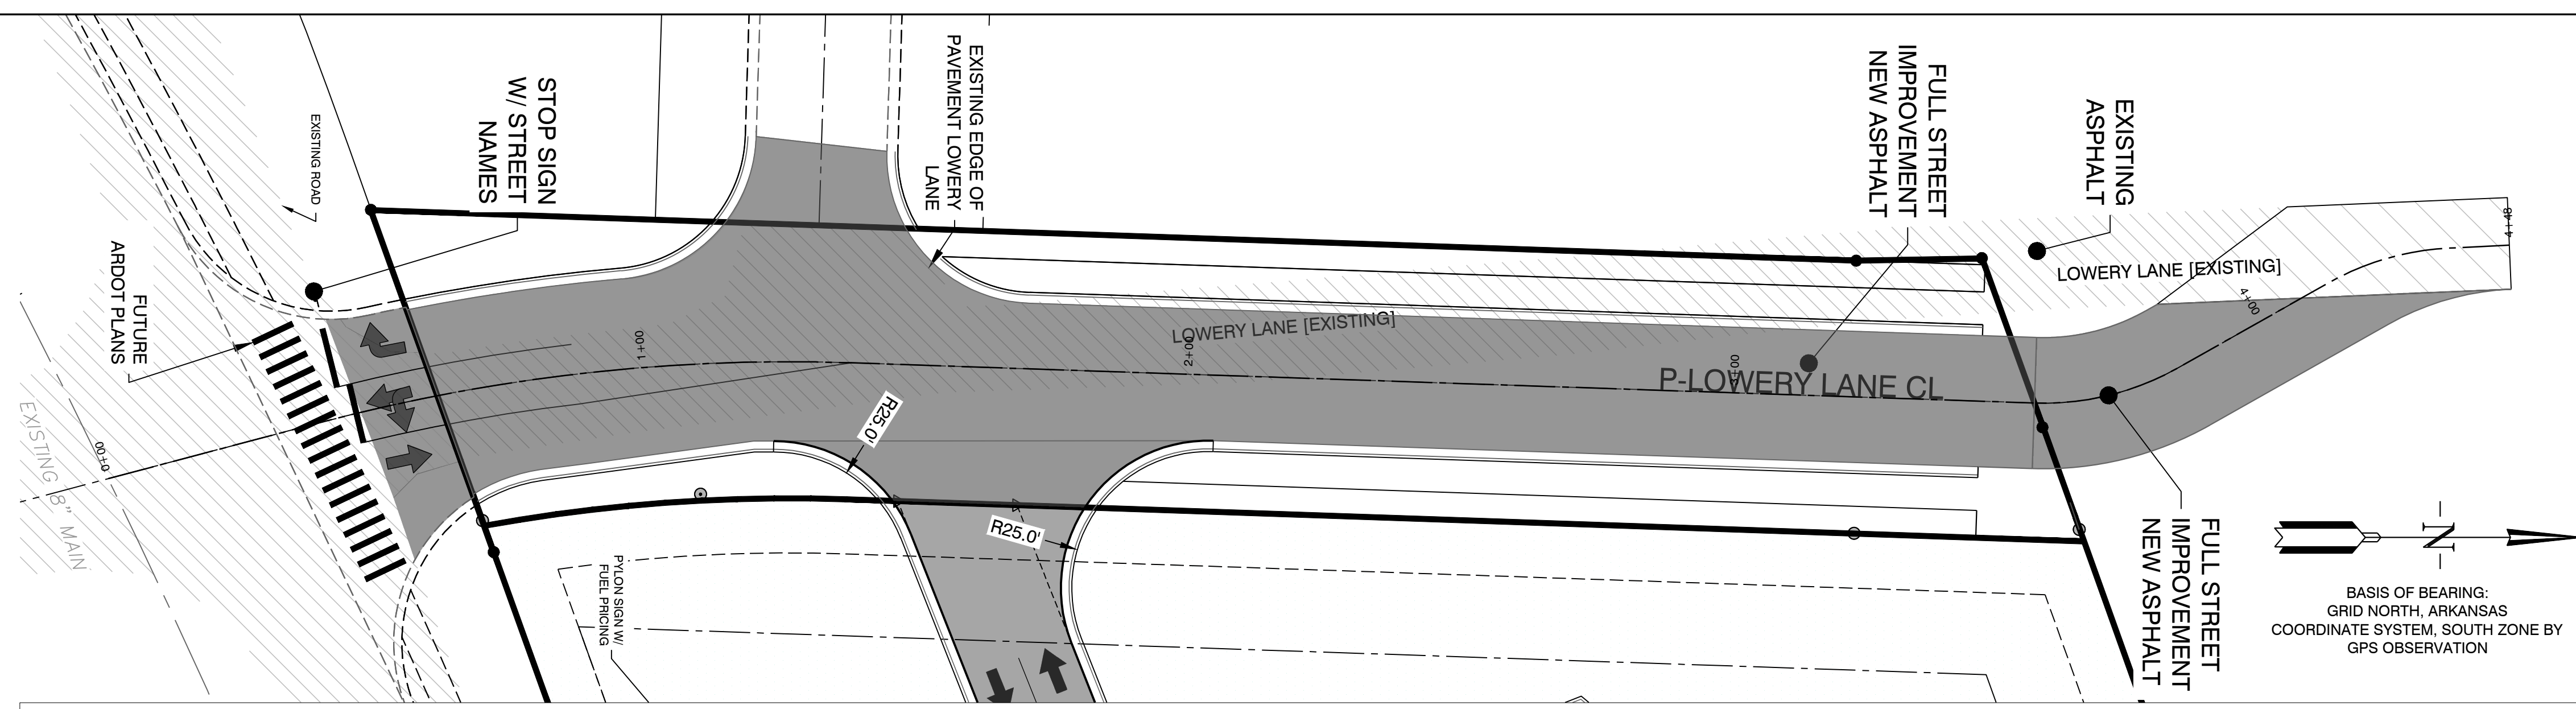 EXISTING ROAD
STOP SIGN
W/ STREET
NAMES
EXISTING EDGE OF
PAVEMENT LOWERY
LANE
FULL STREET
IMPROVEMENT
NEW ASPHALT
EXISTING
ASPHALT
LOWERY LANE [EXISTING]
4+48
4+00
FUTURE
ARDOT PLANS
1+00
LOWERY LANE [EXISTING]
2+00
3+00
P-LOWERY LANE CL
0+00
EXISTING 8" MAIN
R25.0'
R25.0'
PYLON SIGN W/
FUEL PRICING
FULL STREET
IMPROVEMENT
NEW ASPHALT
N
BASIS OF BEARING:
GRID NORTH, ARKANSAS
COORDINATE SYSTEM, SOUTH ZONE BY
GPS OBSERVATION